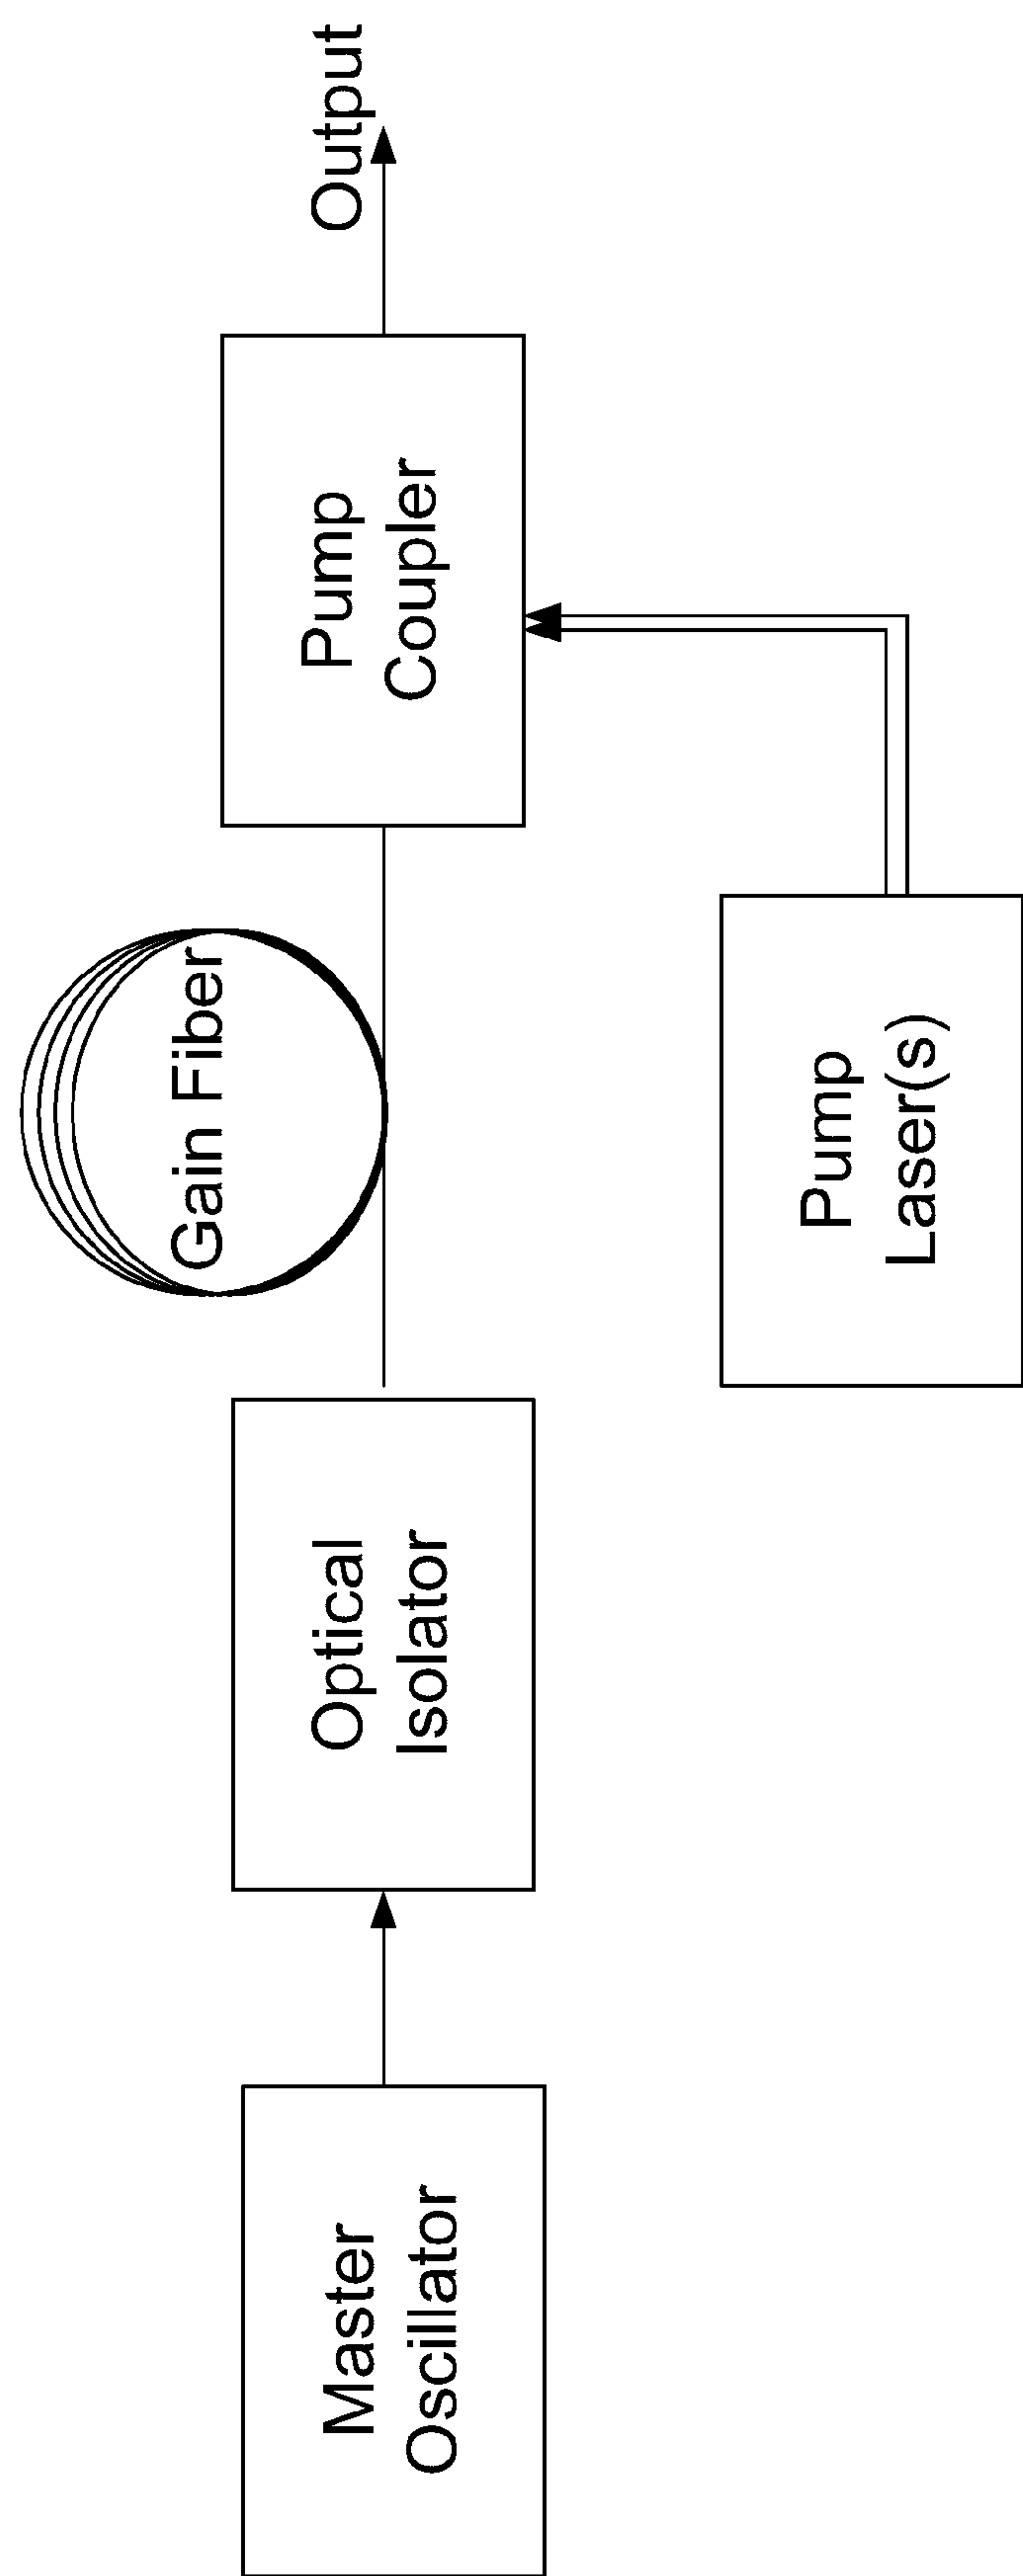 Master
Oscillator
Optical
Isolator
Gain Fiber
Pump
Coupler
Output
Pump
Laser(s)